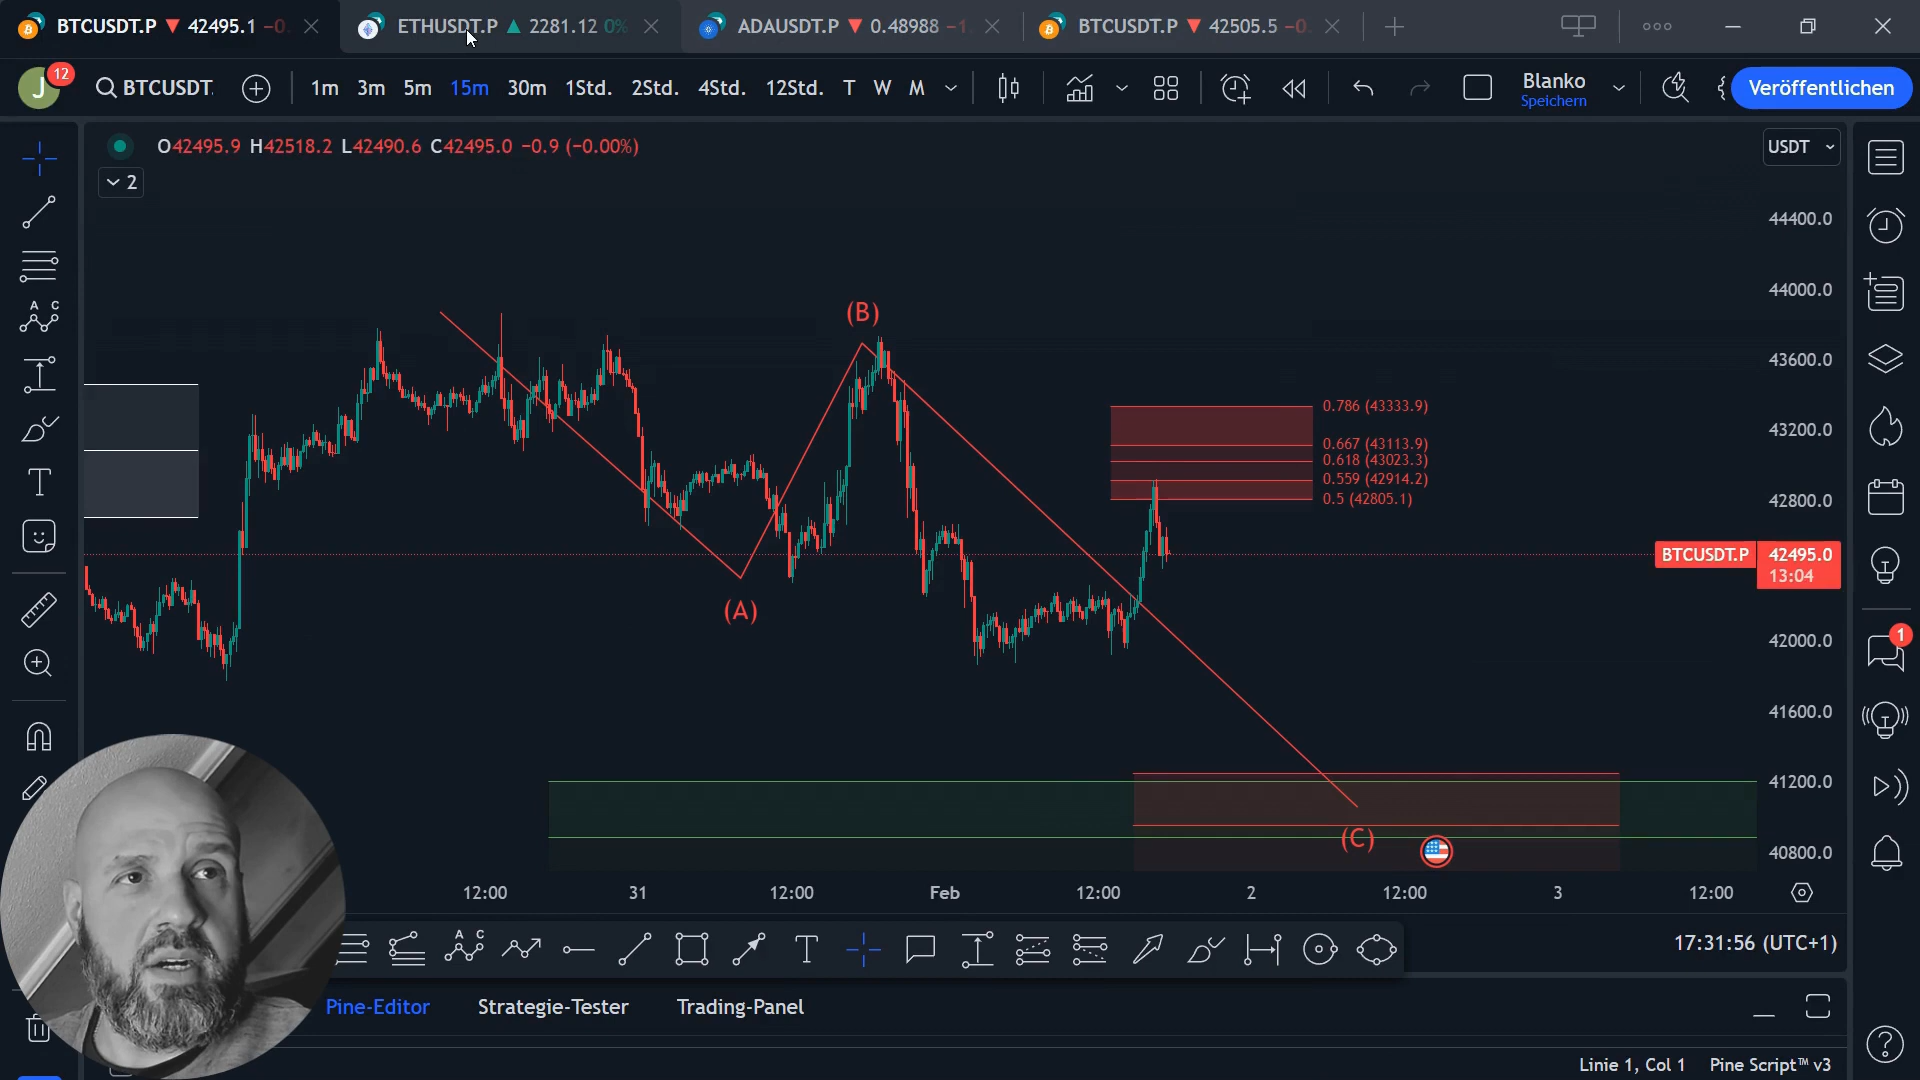 BTCUSDT.P 42495.1 -0.
ETHUSDT.P 2281.12 0%
ADAUSDT.P 0.48988 -1
BTCUSDT.P 42505.5 -0.
J 12
BTCUSDT.
1m 3m 5m 15m 30m 1Std. 2Std. 4Std. 12Std. T W M
Blanko
Speichern
Veröffentlichen
O42495.9 H42518.2 L42490.6 C42495.0 −0.9 (−0.00%)
USDT
2
44400.0
44000.0
(B)
43600.0
0.786 (43333.9)
43200.0
0.667 (43113.9)
0.618 (43023.3)
0.559 (42914.2)
0.5 (42805.1)
42800.0
BTCUSDT.P 42495.0
13:04
(A)
42000.0
1
41600.0
41200.0
(C)
40800.0
12:00 31 12:00 Feb 12:00 2 12:00 3 12:00
A C
T
A C
T
17:31:56 (UTC+1)
Pine-Editor Strategie-Tester Trading-Panel
Linie 1, Col 1 Pine Script™ v3